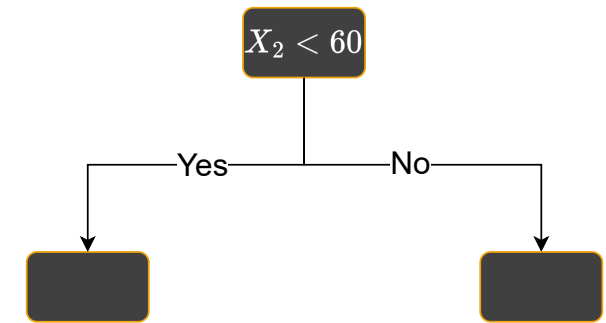 X₂ < 60
Yes
No